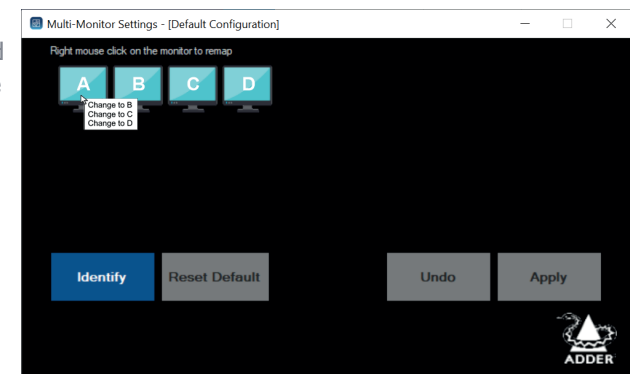 Multi-Monitor Settings - [Default Configuration]
Right mouse click on the monitor to remap
A B C D
Change to B
Change to C
Change to D
Identify Reset Default Undo Apply
ADDER